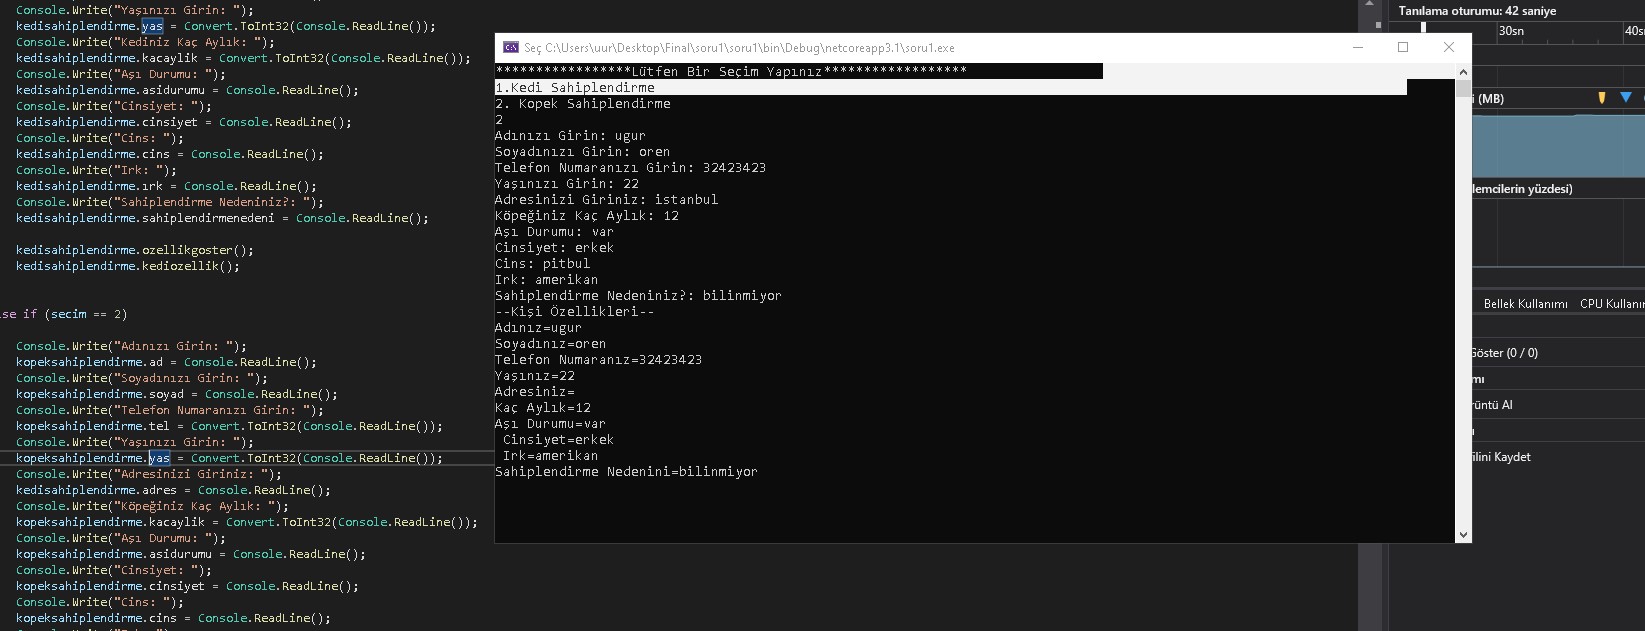 Console.Write("Yaşınızı Girin: ");
kedisahiplendirme.yas = Convert.ToInt32(Console.ReadLine());
Console.Write("Kediniz Kaç Aylık: ");
kedisahiplendirme.kacaylik = Convert.ToInt32(Console.ReadLine());
Console.Write("Aşı Durumu: ");
kedisahiplendirme.asidurumu = Console.ReadLine();
Console.Write("Cinsiyet: ");
kedisahiplendirme.cinsiyet = Console.ReadLine();
Console.Write("Cins: ");
kedisahiplendirme.cins = Console.ReadLine();
Console.Write("Irk: ");
kedisahiplendirme.ırk = Console.ReadLine();
Console.Write("Sahiplendirme Nedeniniz?: ");
kedisahiplendirme.sahiplendirmenedeni = Console.ReadLine();
kedisahiplendirme.ozellikgoster();
kedisahiplendirme.kediozellik();
se if (secim == 2)
Console.Write("Adınızı Girin: ");
kopeksahiplendirme.ad = Console.ReadLine();
Console.Write("Soyadınızı Girin: ");
kopeksahiplendirme.soyad = Console.ReadLine();
Console.Write("Telefon Numaranızı Girin: ");
kopeksahiplendirme.tel = Convert.ToInt32(Console.ReadLine());
Console.Write("Yaşınızı Girin: ");
kopeksahiplendirme.yas = Convert.ToInt32(Console.ReadLine());
Console.Write("Adresinizi Giriniz: ");
kedisahiplendirme.adres = Console.ReadLine();
Console.Write("Köpeğiniz Kaç Aylık: ");
kopeksahiplendirme.kacaylik = Convert.ToInt32(Console.ReadLine());
Console.Write("Aşı Durumu: ");
kopeksahiplendirme.asidurumu = Console.ReadLine();
Console.Write("Cinsiyet: ");
kopeksahiplendirme.cinsiyet = Console.ReadLine();
Console.Write("Cins: ");
kopeksahiplendirme.cins = Console.ReadLine();
Seç C:\Users\uur\Desktop\Final\soru1\soru1\bin\Debug\netcoreapp3.1\soru1.exe
*****************Lütfen Bir Seçim Yapınız******************
1.Kedi Sahiplendirme
2. Kopek Sahiplendirme
2
Adınızı Girin: ugur
Soyadınızı Girin: oren
Telefon Numaranızı Girin: 32423423
Yaşınızı Girin: 22
Adresinizi Giriniz: istanbul
Köpeğiniz Kaç Aylık: 12
Aşı Durumu: var
Cinsiyet: erkek
Cins: pitbul
Irk: amerikan
Sahiplendirme Nedeniniz?: bilinmiyor
--Kişi Özellikleri--
Adınız=ugur
Soyadınız=oren
Telefon Numaranız=32423423
Yaşınız=22
Adresiniz=
Kaç Aylık=12
Aşı Durumu=var
Cinsiyet=erkek
Irk=amerikan
Sahiplendirme Nedenini=bilinmiyor
Tanılama oturumu: 42 saniye
30sn 40s
i (MB)
lemcilerin yüzdesi)
Bellek Kullanımı CPU Kullanı
Göster (0 / 0)
mı
rüntü Al
filini Kaydet